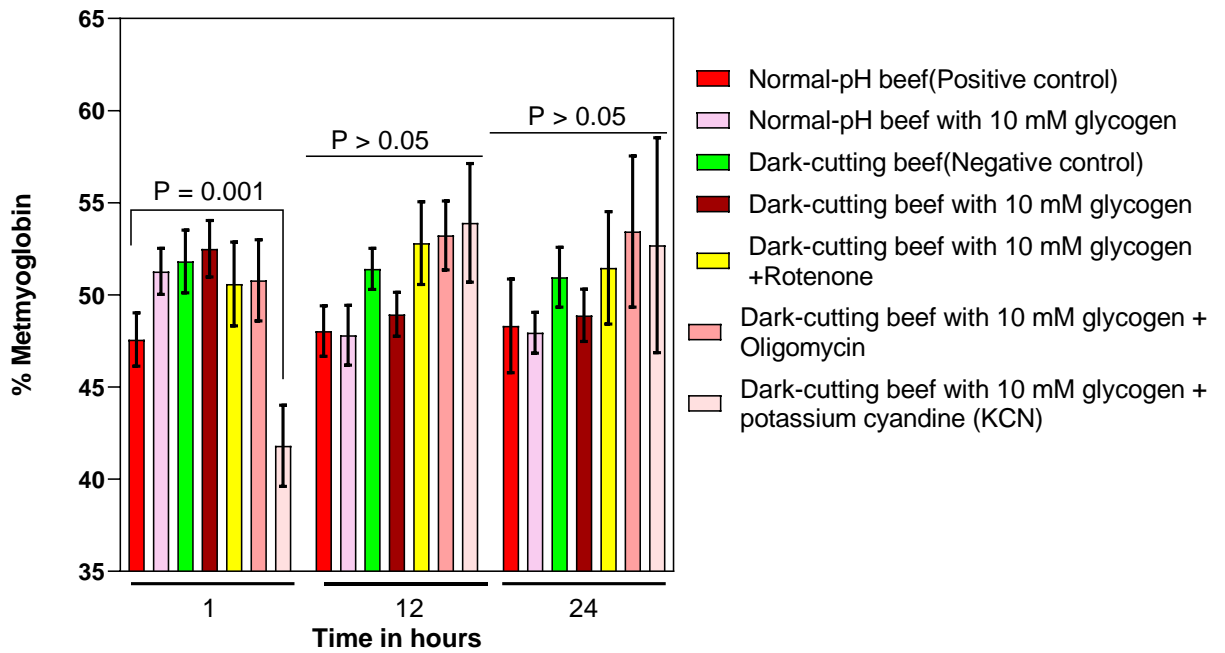 65
60
55
50
45
40
35
% Metmyoglobin
P = 0.001
P > 0.05
P > 0.05
1
12
24
Time in hours
Normal-pH beef(Positive control)
Normal-pH beef with 10 mM glycogen
Dark-cutting beef(Negative control)
Dark-cutting beef with 10 mM glycogen
Dark-cutting beef with 10 mM glycogen
+Rotenone
Dark-cutting beef with 10 mM glycogen +
Oligomycin
Dark-cutting beef with 10 mM glycogen +
potassium cyandine (KCN)